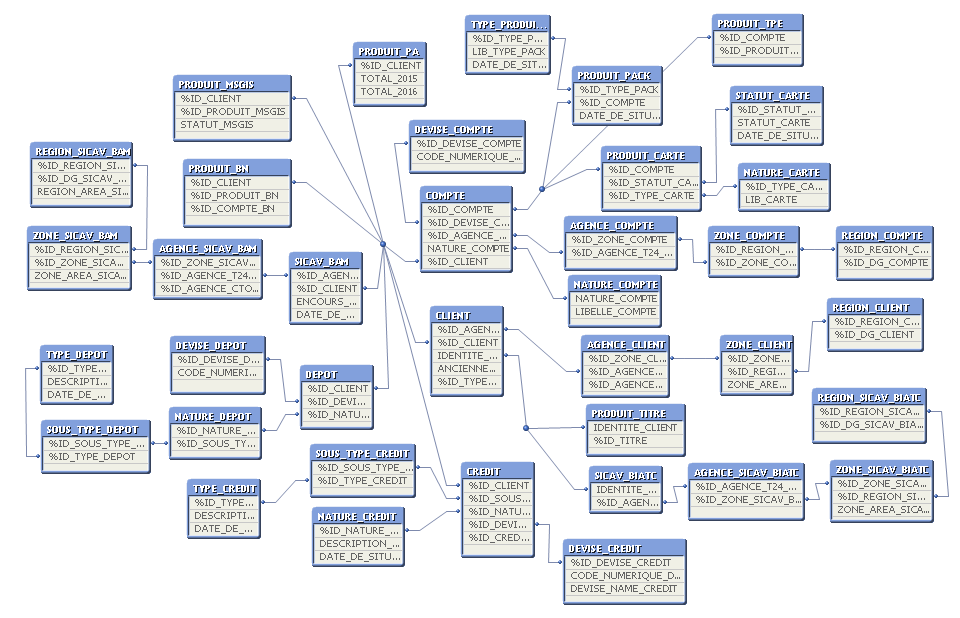 TYPE_PRODUI...
%ID_TYPE_P...
LIB_TYPE_PACK
DATE_DE_SIT...
PRODUIT_TPE
%ID_COMPTE
%ID_PRODUIT...
PRODUIT_PA
%ID_CLIENT
TOTAL_2015
TOTAL_2016
PRODUIT_PACK
%ID_TYPE_PACK
%ID_COMPTE
DATE_DE_SITU...
PRODUIT_MSGIS
%ID_CLIENT
%ID_PRODUIT_MSGIS
STATUT_MSGIS
STATUT_CARTE
%ID_STATUT_...
STATUT_CARTE
DATE_DE_SITU...
DEVISE_COMPTE
%ID_DEVISE_COMPTE
CODE_NUMERIQUE_...
REGION_SICAV_BAM
%ID_REGION_SI...
%ID_DG_SICAV_...
REGION_AREA_SI...
PRODUIT_CARTE
%ID_COMPTE
%ID_STATUT_CA...
%ID_TYPE_CARTE
PRODUIT_BN
%ID_CLIENT
%ID_PRODUIT_BN
%ID_COMPTE_BN
NATURE_CARTE
%ID_TYPE_CA...
LIB_CARTE
COMPTE
%ID_COMPTE
%ID_DEVISE_C...
%ID_AGENCE_...
NATURE_COMPTE
%ID_CLIENT
AGENCE_COMPTE
%ID_ZONE_COMPTE
%ID_AGENCE_T24_...
ZONE_COMPTE
%ID_REGION_...
%ID_ZONE_CO...
REGION_COMPTE
%ID_REGION_C...
%ID_DG_COMPTE
ZONE_SICAV_BAM
%ID_REGION_SIC...
%ID_ZONE_SICA...
ZONE_AREA_SICA...
AGENCE_SICAV_BAM
%ID_ZONE_SICAV...
%ID_AGENCE_T24...
%ID_AGENCE_CTO...
SICAV_BAM
%ID_AGEN...
%ID_CLIENT
ENCOURS_...
DATE_DE_...
NATURE_COMPTE
NATURE_COMPTE
LIBELLE_COMPTE
CLIENT
%ID_AGEN...
%ID_CLIENT
IDENTITE_...
ANCIENNE...
%ID_TYPE...
REGION_CLIENT
%ID_REGION_C...
%ID_DG_CLIENT
AGENCE_CLIENT
%ID_ZONE_CL...
%ID_AGENCE...
%ID_AGENCE...
ZONE_CLIENT
%ID_ZONE...
%ID_REGI...
ZONE_ARE...
TYPE_DEPOT
%ID_TYPE...
DESCRIPTI...
DATE_DE_...
DEVISE_DEPOT
%ID_DEVISE_D...
CODE_NUMERI...
DEPOT
%ID_CLIENT
%ID_DEVI...
%ID_NATU...
REGION_SICAV_BIATC
%ID_REGION_SICA...
%ID_DG_SICAV_BIA...
SOUS_TYPE_DEPOT
%ID_SOUS_TYPE_...
%ID_TYPE_DEPOT
NATURE_DEPOT
%ID_NATURE_...
%ID_SOUS_TY...
PRODUIT_TITRE
IDENTITE_CLIENT
%ID_TITRE
SOUS_TYPE_CREDIT
%ID_SOUS_TYPE_...
%ID_TYPE_CREDIT
CREDIT
%ID_CLIENT
%ID_SOUS...
%ID_NATU...
%ID_DEVI...
%ID_CRED...
SICAV_BIATC
IDENTITE_...
%ID_AGEN...
AGENCE_SICAV_BIATC
%ID_AGENCE_T24_...
%ID_ZONE_SICAV_B...
ZONE_SICAV_BIATC
%ID_ZONE_SICA...
%ID_REGION_SI...
ZONE_AREA_SICA...
TYPE_CREDIT
%ID_TYPE...
DESCRIPTI...
DATE_DE_...
NATURE_CREDIT
%ID_NATURE_...
DESCRIPTION_...
DATE_DE_SITU...
DEVISE_CREDIT
%ID_DEVISE_CREDIT
CODE_NUMERIQUE_D...
DEVISE_NAME_CREDIT